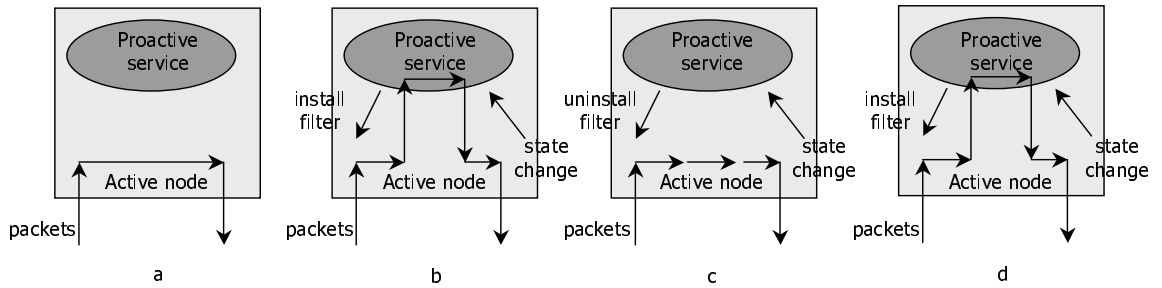 Proactive
service
Active node
packets
a
Proactive
service
install
filter
state
change
Active node
packets
b
Proactive
service
uninstall
filter
state
change
Active node
packets
c
Proactive
service
install
filter
state
change
Active node
packets
d